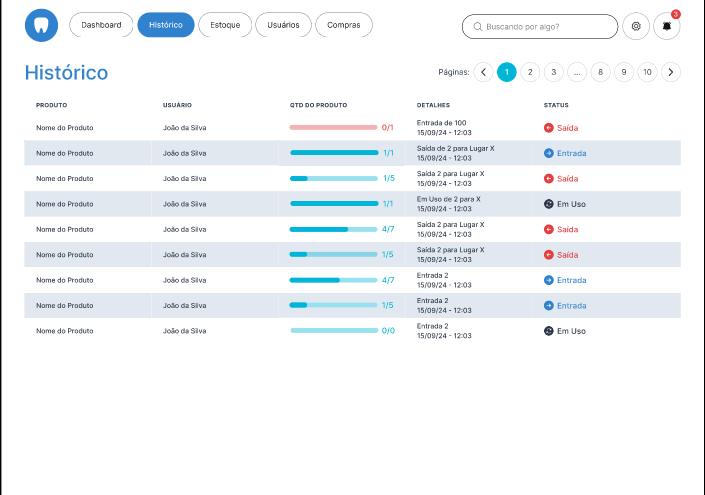 Dashboard Histórico Estoque Usuários Compras Buscando por algo? 3
Histórico Páginas: 1 2 3 ... 8 9 10
PRODUTO USUÁRIO QTD DO PRODUTO DETALHES STATUS
Nome do Produto João da Silva 0/1 Entrada de 100 Saída
15/09/24 - 12:03
Nome do Produto João da Silva 1/1 Saída de 2 para Lugar X Entrada
15/09/24 - 12:03
Nome do Produto João da Silva 1/5 Saída 2 para Lugar X Saída
15/09/24 - 12:03
Nome do Produto João da Silva 1/1 Em Uso de 2 para X Em Uso
15/09/24 - 12:03
Nome do Produto João da Silva 4/7 Saída 2 para Lugar X Saída
15/09/24 - 12:03
Nome do Produto João da Silva 1/5 Saída 2 para Lugar X Saída
15/09/24 - 12:03
Nome do Produto João da Silva 4/7 Entrada 2 Entrada
15/09/24 - 12:03
Nome do Produto João da Silva 1/5 Entrada 2 Entrada
15/09/24 - 12:03
Nome do Produto João da Silva 0/0 Entrada 2 Em Uso
15/09/24 - 12:03